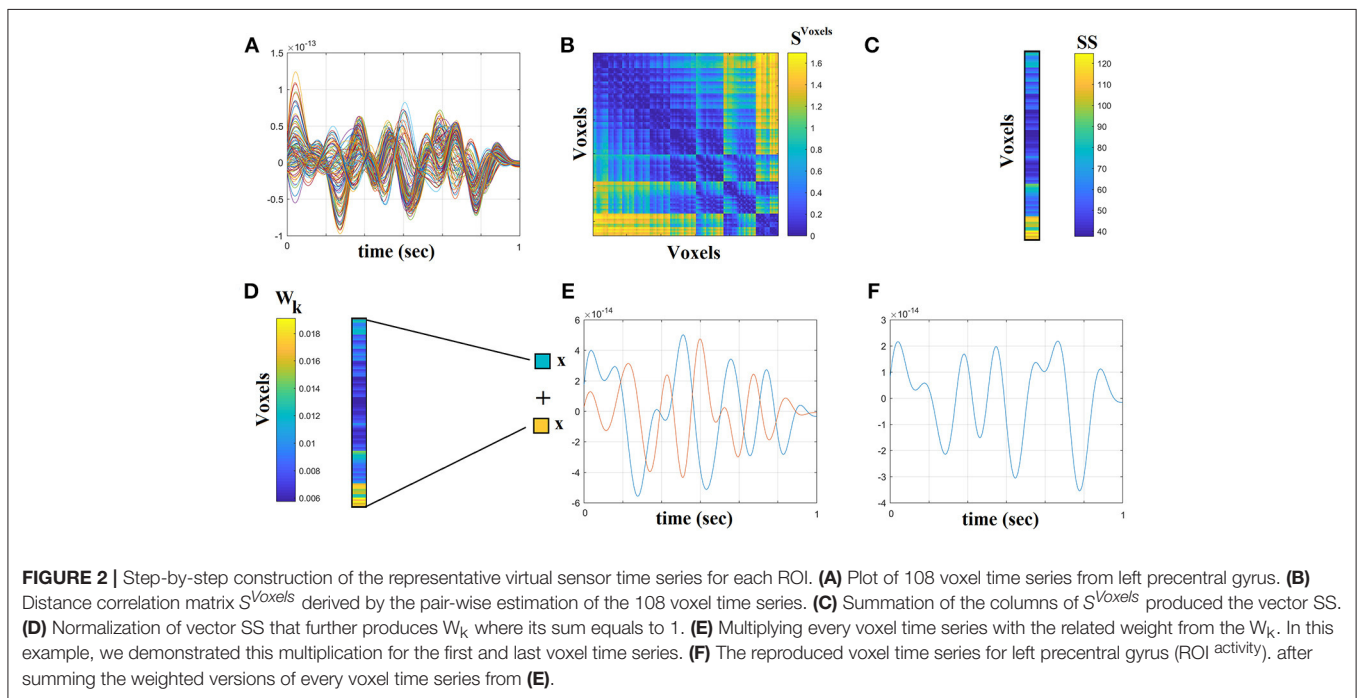 A
×10⁻¹³
1.5
1
0.5
0
-0.5
-1
0
1
time (sec)
B
S^Voxels
Voxels
Voxels
1.6
1.4
1.2
1
0.8
0.6
0.4
0.2
0
C
SS
Voxels
120
110
100
90
80
70
60
50
40
D
W_k
Voxels
0.018
0.016
0.014
0.012
0.010
0.008
0.006
x
+
x
E
×10⁻¹⁴
6
4
2
0
-2
-4
-6
0
1
time (sec)
F
×10⁻¹⁴
3
2
1
0
-1
-2
-3
-4
0
1
time (sec)
FIGURE 2 | Step-by-step construction of the representative virtual sensor time series for each ROI. (A) Plot of 108 voxel time series from left precentral gyrus. (B)
Distance correlation matrix S^Voxels derived by the pair-wise estimation of the 108 voxel time series. (C) Summation of the columns of S^Voxels produced the vector SS.
(D) Normalization of vector SS that further produces W_k where its sum equals to 1. (E) Multiplying every voxel time series with the related weight from the W_k. In this
example, we demonstrated this multiplication for the first and last voxel time series. (F) The reproduced voxel time series for left precentral gyrus (ROI ^activity). after
summing the weighted versions of every voxel time series from (E).